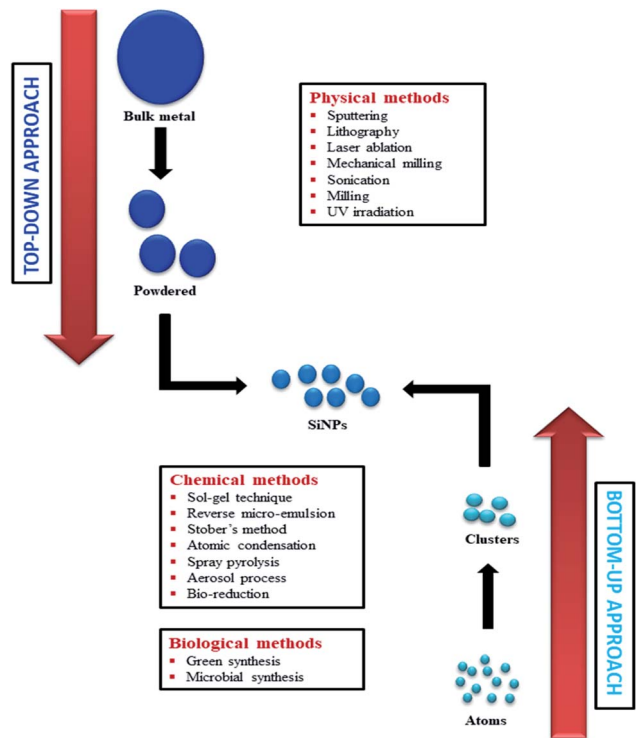 TOP-DOWN APPROACH
Bulk metal
Powdered
Physical methods
Sputtering
Lithography
Laser ablation
Mechanical milling
Sonication
Milling
UV irradiation
SiNPs
Chemical methods
Sol-gel technique
Reverse micro-emulsion
Stober's method
Atomic condensation
Spray pyrolysis
Aerosol process
Bio-reduction
Biological methods
Green synthesis
Microbial synthesis
Clusters
Atoms
BOTTOM-UP APPROACH